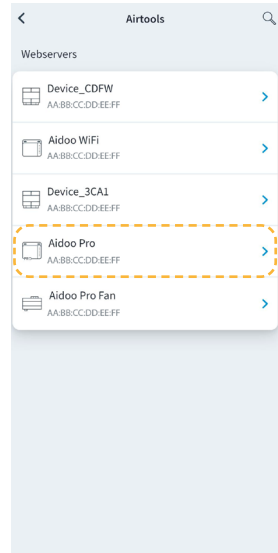 Airtools
Webservers
Device_CDFW
AA:BB:CC:DD:EE:FF
Aidoo WiFi
AA:BB:CC:DD:EE:FF
Device_3CA1
AA:BB:CC:DD:EE:FF
Aidoo Pro
AA:BB:CC:DD:EE:FF
Aidoo Pro Fan
AA:BB:CC:DD:EE:FF